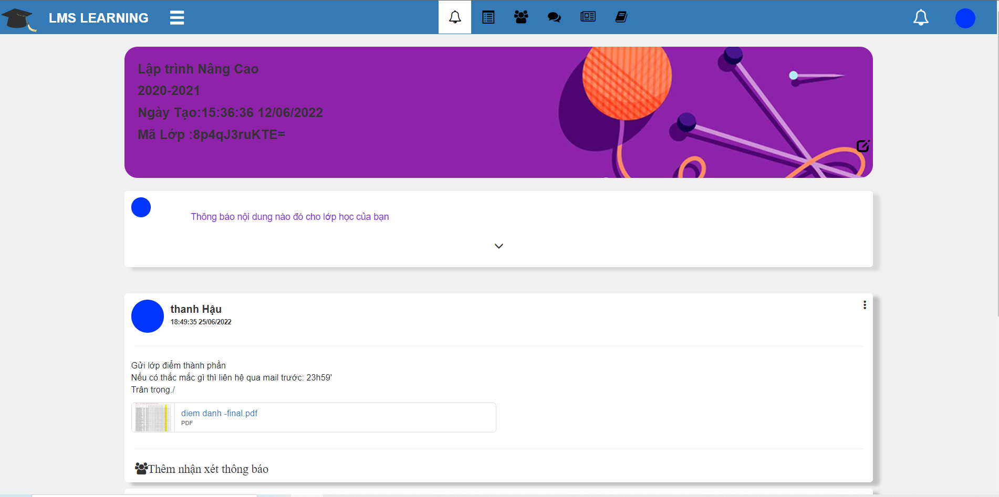 LMS LEARNING
Lập trình Nâng Cao
2020-2021
Ngày Tạo:15:36:36 12/06/2022
Mã Lớp :8p4qJ3ruKTE=
Thông báo nội dung nào đó cho lớp học của bạn
thanh Hậu
18:49:35 25/06/2022
Gửi lớp điểm thành phần
Nếu có thắc mắc gì thì liên hệ qua mail trước: 23h59'
Trân trọng./
diem danh -final.pdf
PDF
Thêm nhận xét thông báo